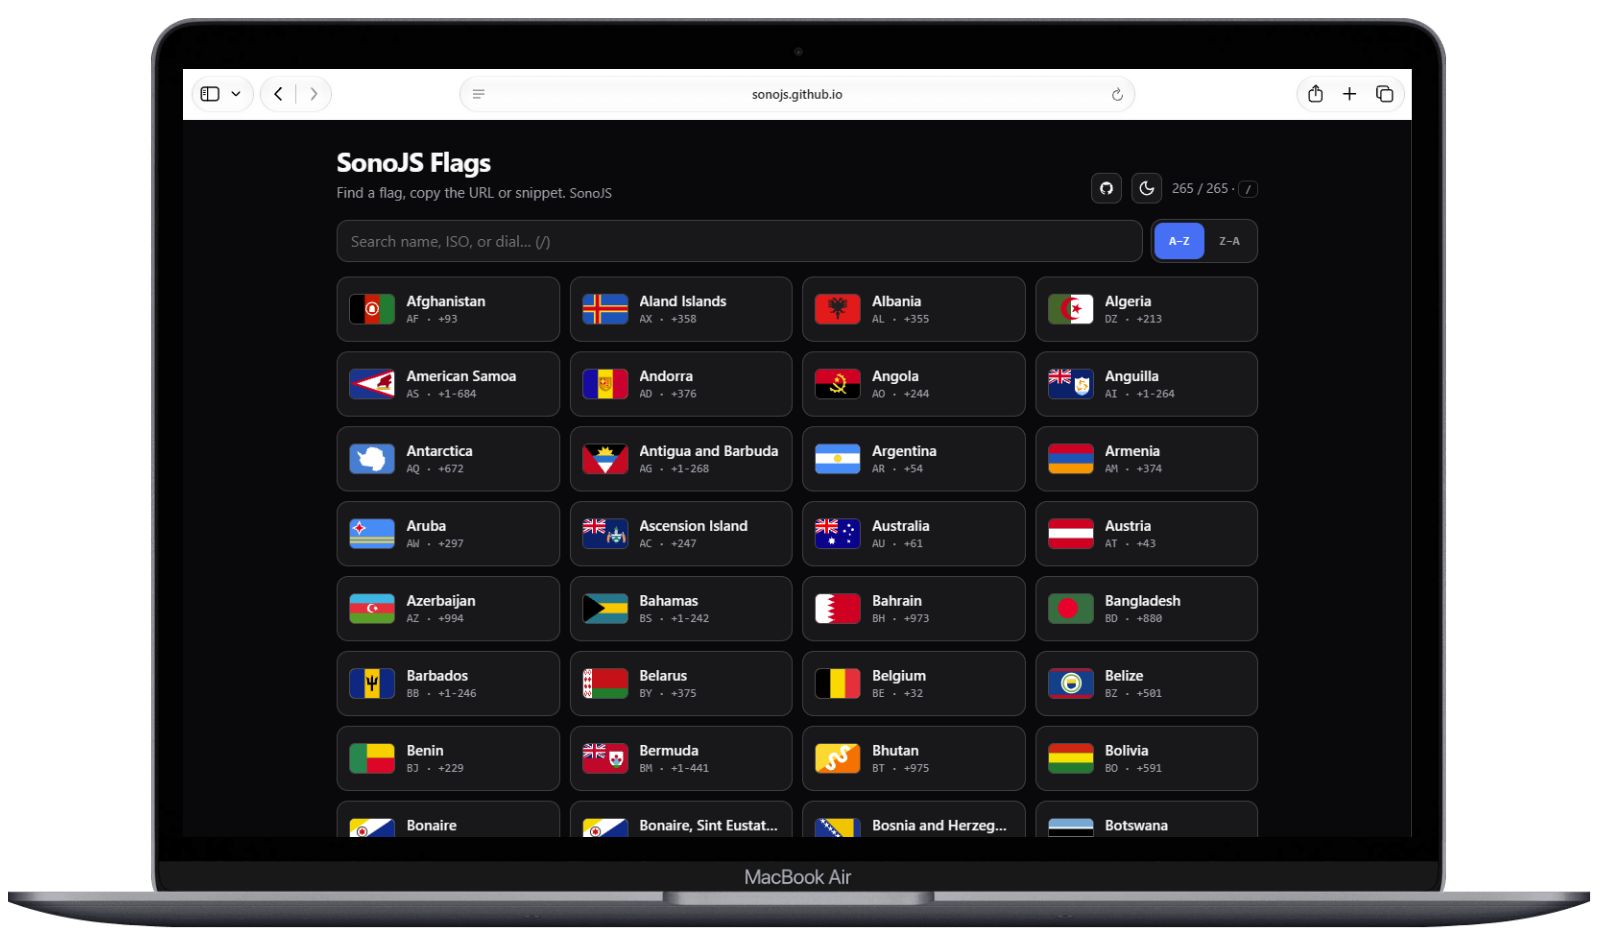 sonojs.github.io
SonoJS Flags
Find a flag, copy the URL or snippet. SonoJS
265 / 265 · /
Search name, ISO, or dial... (/)
A-Z Z-A
Afghanistan
AF · +93
Aland Islands
AX · +358
Albania
AL · +355
Algeria
DZ · +213
American Samoa
AS · +1-684
Andorra
AD · +376
Angola
AO · +244
Anguilla
AI · +1-264
Antarctica
AQ · +672
Antigua and Barbuda
AG · +1-268
Argentina
AR · +54
Armenia
AM · +374
Aruba
AW · +297
Ascension Island
AC · +247
Australia
AU · +61
Austria
AT · +43
Azerbaijan
AZ · +994
Bahamas
BS · +1-242
Bahrain
BH · +973
Bangladesh
BD · +880
Barbados
BB · +1-246
Belarus
BY · +375
Belgium
BE · +32
Belize
BZ · +501
Benin
BJ · +229
Bermuda
BM · +1-441
Bhutan
BT · +975
Bolivia
BO · +591
Bonaire
Bonaire, Sint Eustat...
Bosnia and Herzeg...
Botswana
MacBook Air